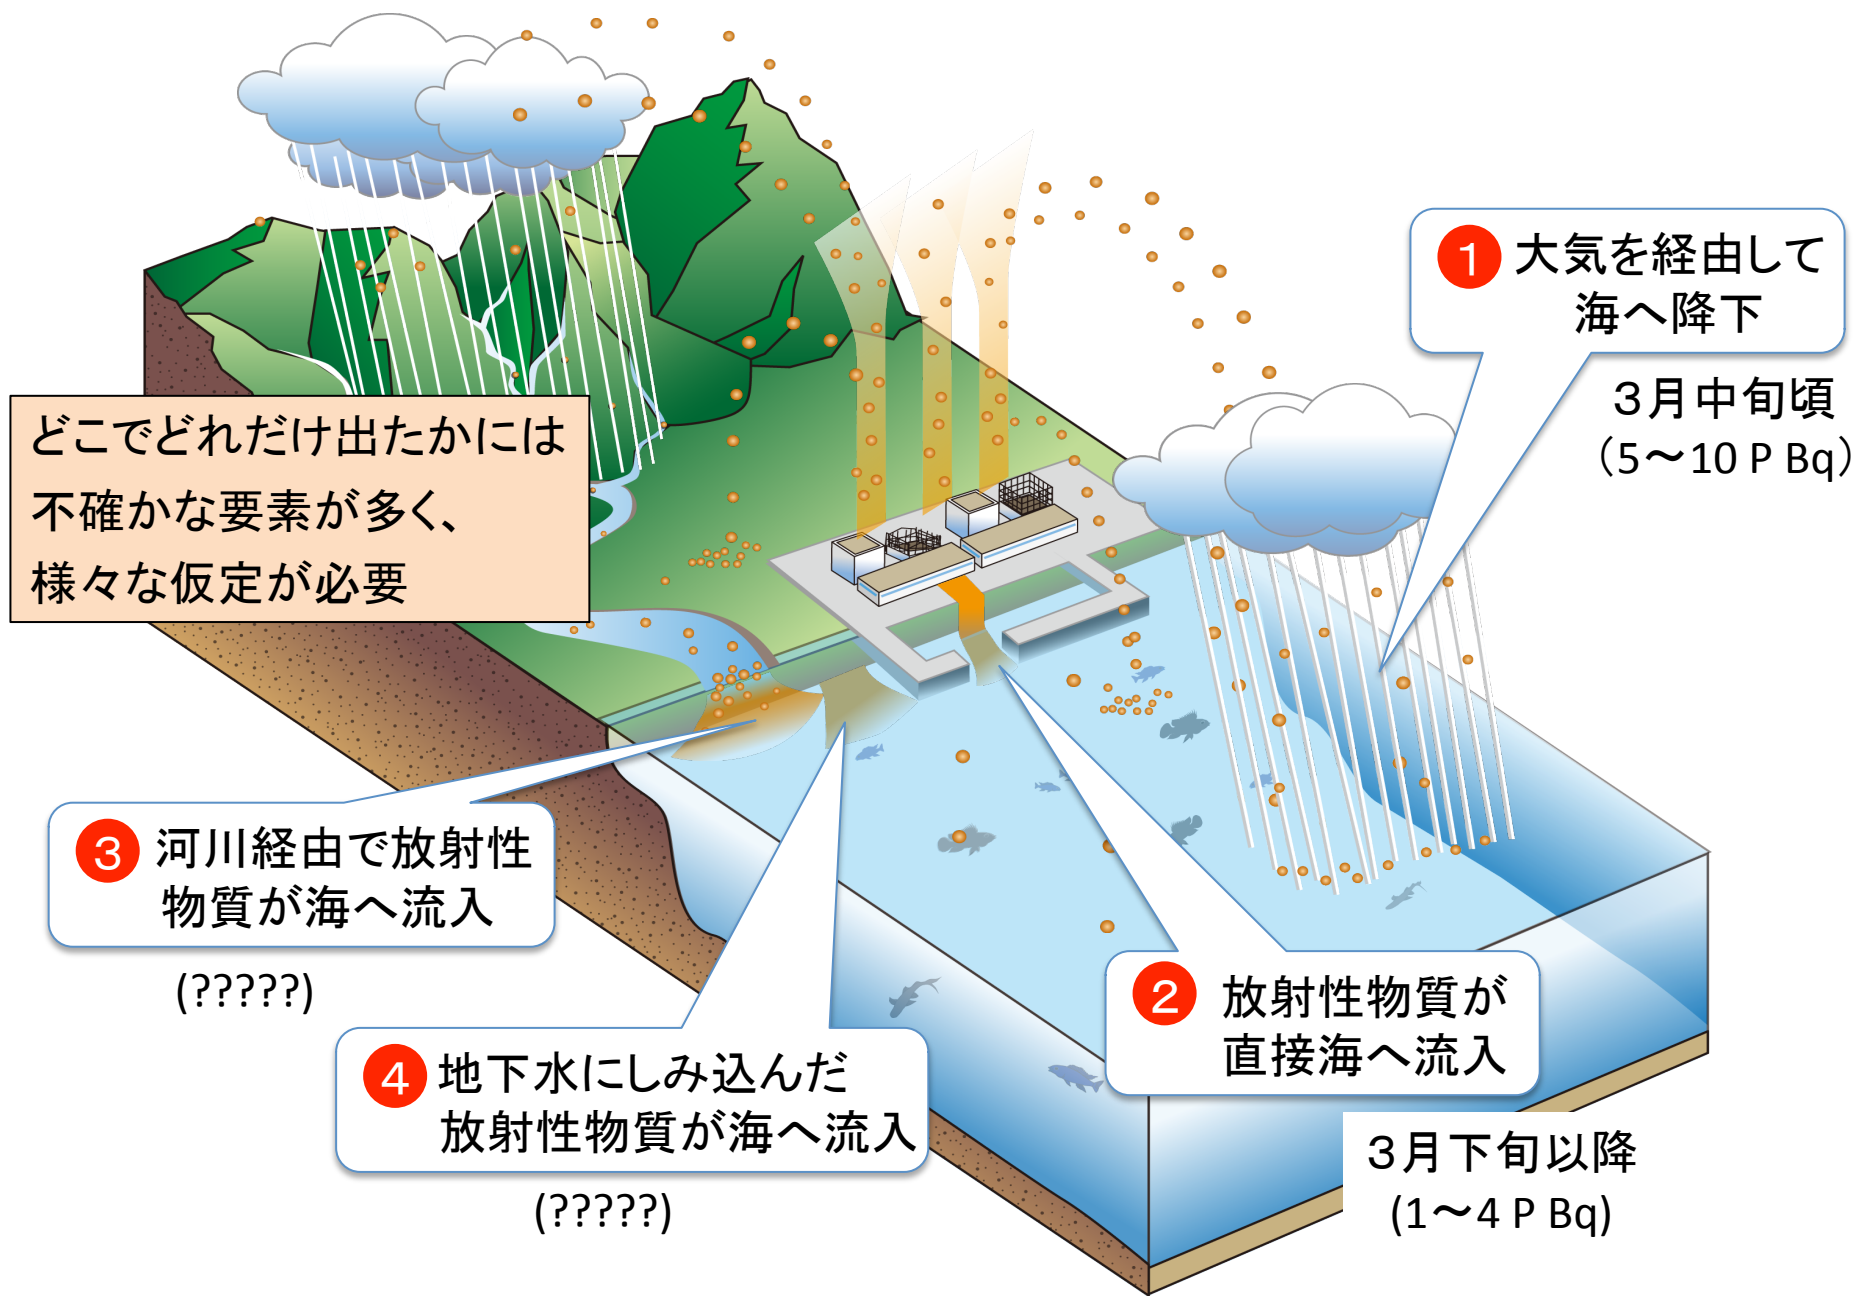 １ 大気を経由して
海へ降下
３月中旬頃
（5～10 P Bq）
どこでどれだけ出たかには
不確かな要素が多く、
様々な仮定が必要
３ 河川経由で放射性
物質が海へ流入
(?????)
４ 地下水にしみ込んだ
放射性物質が海へ流入
(?????)
２ 放射性物質が
直接海へ流入
３月下旬以降
(1～4 P Bq)